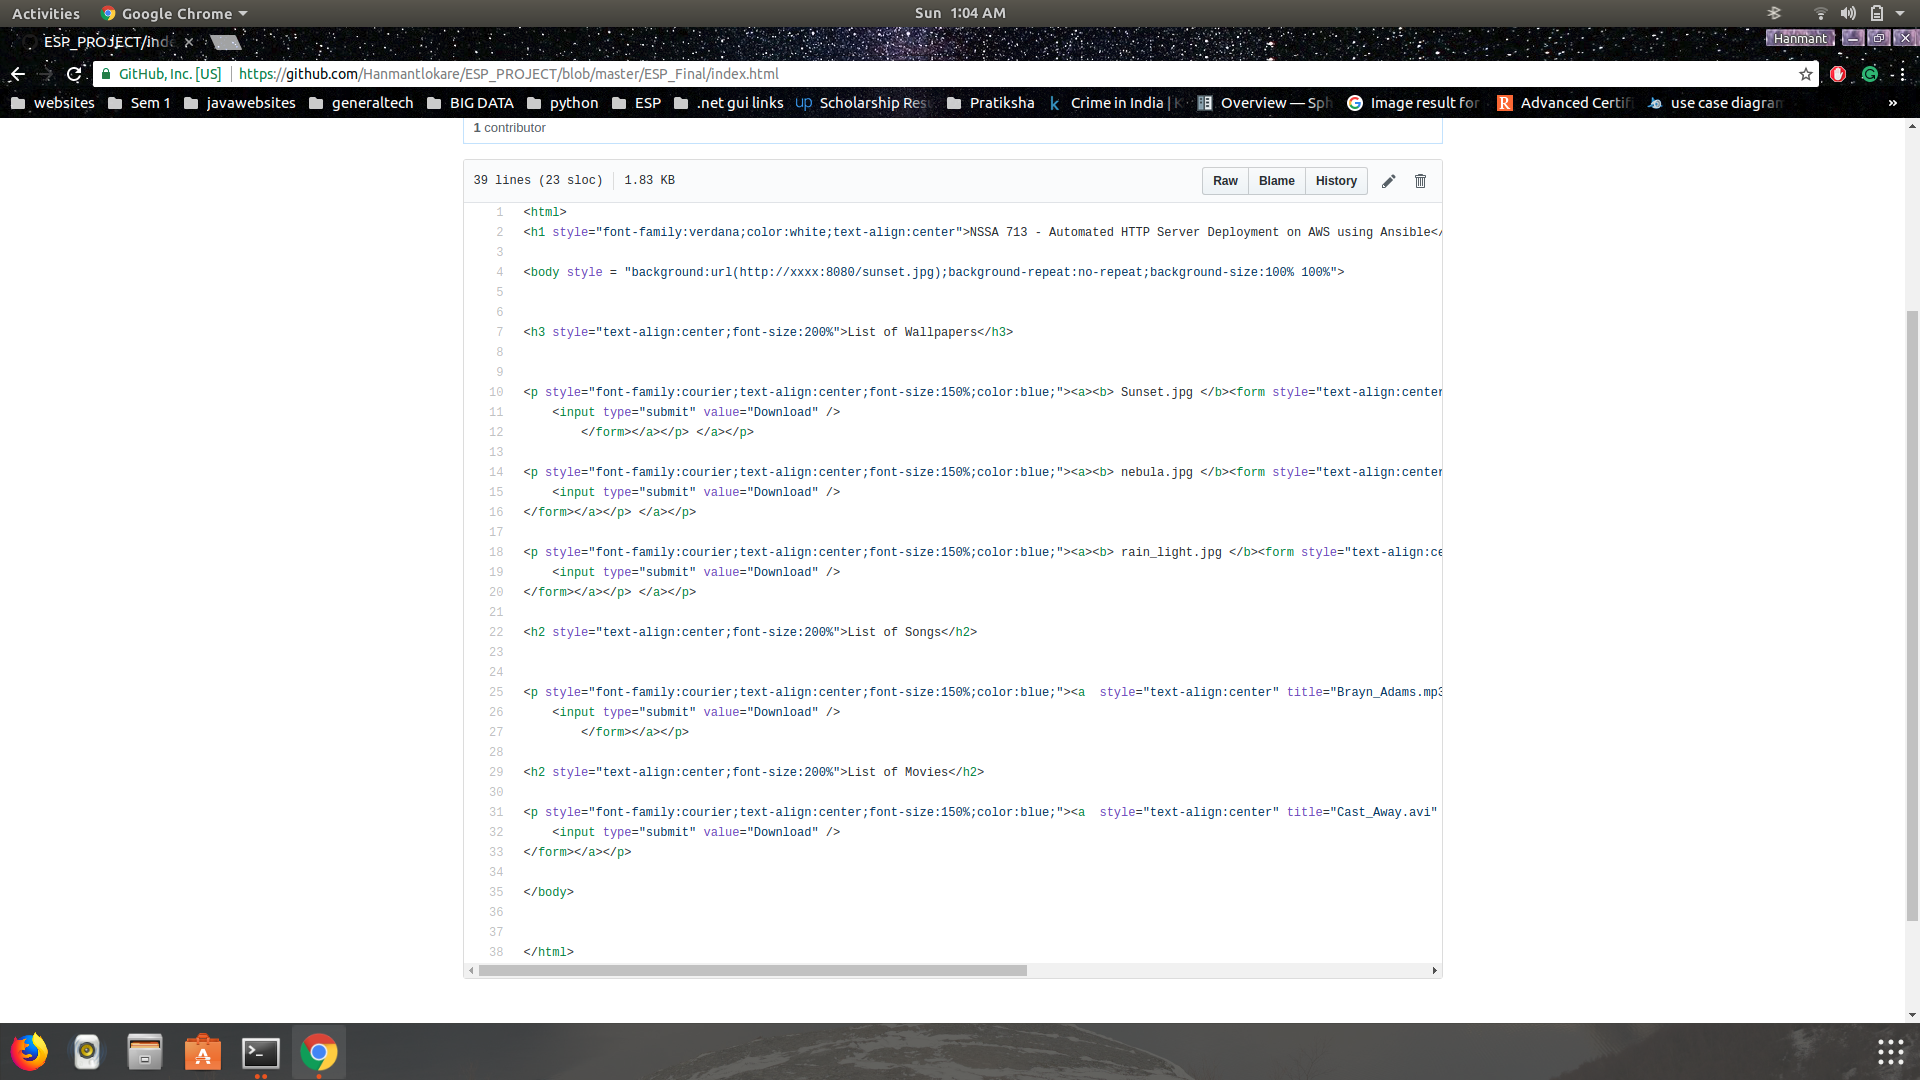 Activities Google Chrome Sun 1:04 AM
ESP_PROJECT/inde Hanmant
GitHub, Inc. [US] https://github.com/Hanmantlokare/ESP_PROJECT/blob/master/ESP_Final/index.html
websites Sem 1 javawebsites generaltech BIG DATA python ESP .net gui links up Scholarship Resu Pratiksha k Crime in India | K Overview — Sph Image result for R Advanced Certifi use case diagram »
1 contributor
39 lines (23 sloc) 1.83 KB Raw Blame History
1 <html>
2 <h1 style="font-family:verdana;color:white;text-align:center">NSSA 713 - Automated HTTP Server Deployment on AWS using Ansible</
3
4 <body style = "background:url(http://xxxx:8080/sunset.jpg);background-repeat:no-repeat;background-size:100% 100%">
5
6
7 <h3 style="text-align:center;font-size:200%">List of Wallpapers</h3>
8
9
10 <p style="font-family:courier;text-align:center;font-size:150%;color:blue;"><a><b> Sunset.jpg </b><form style="text-align:center
11 <input type="submit" value="Download" />
12 </form></a></p> </a></p>
13
14 <p style="font-family:courier;text-align:center;font-size:150%;color:blue;"><a><b> nebula.jpg </b><form style="text-align:center
15 <input type="submit" value="Download" />
16 </form></a></p> </a></p>
17
18 <p style="font-family:courier;text-align:center;font-size:150%;color:blue;"><a><b> rain_light.jpg </b><form style="text-align:ce
19 <input type="submit" value="Download" />
20 </form></a></p> </a></p>
21
22 <h2 style="text-align:center;font-size:200%">List of Songs</h2>
23
24
25 <p style="font-family:courier;text-align:center;font-size:150%;color:blue;"><a  style="text-align:center" title="Brayn_Adams.mp3
26 <input type="submit" value="Download" />
27 </form></a></p>
28
29 <h2 style="text-align:center;font-size:200%">List of Movies</h2>
30
31 <p style="font-family:courier;text-align:center;font-size:150%;color:blue;"><a  style="text-align:center" title="Cast_Away.avi"
32 <input type="submit" value="Download" />
33 </form></a></p>
34
35 </body>
36
37
38 </html>